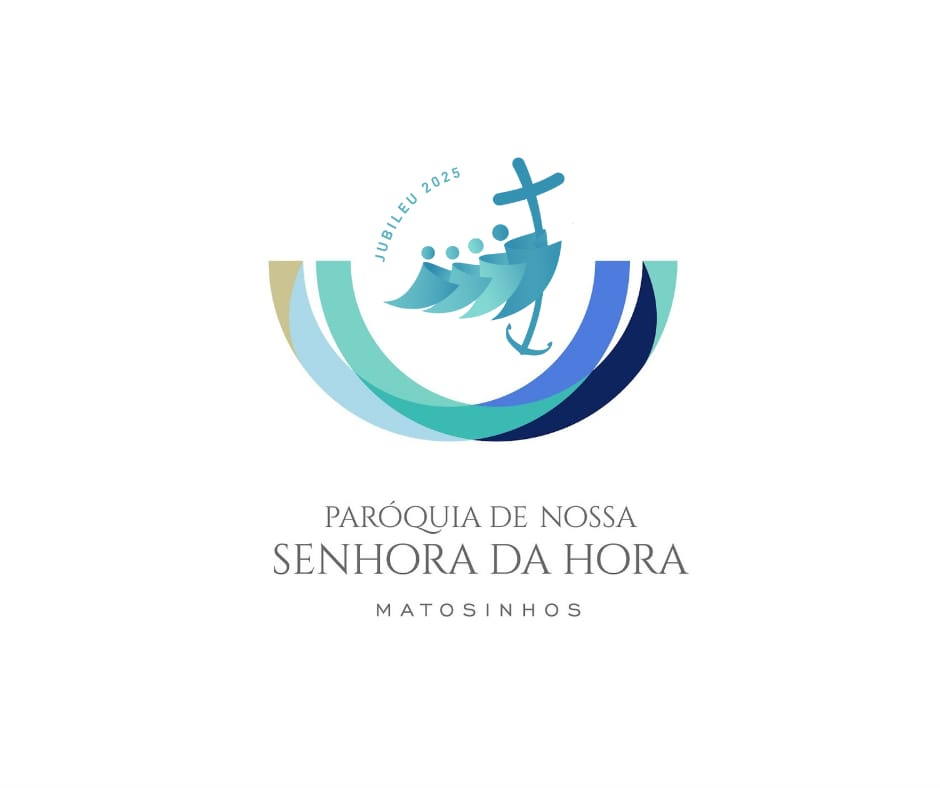 JUBILEU 2025
PARÓQUIA DE NOSSA
SENHORA DA HORA
MATOSINHOS